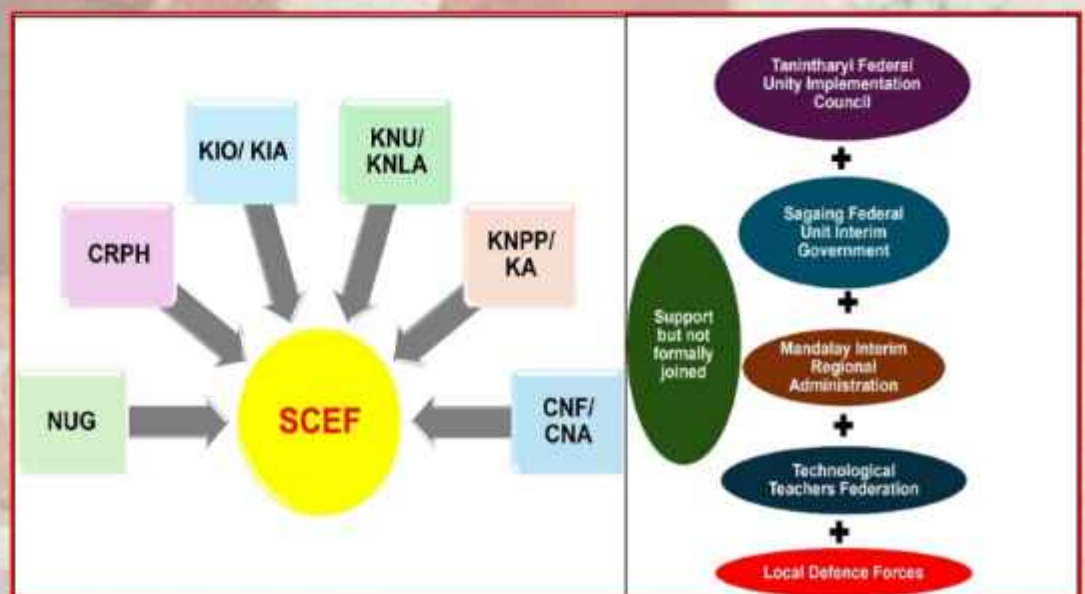 KIO/ KIA
KNU/
KNLA
CRPH
KNPP/
KA
NUG
SCEF
CNF/
CNA
Support
but not
formally
joined
Tanintharyi Federal
Unity Implementation
Council
+
Sagaing Federal
Unit Interim
Government
+
Mandalay Interim
Regional
Administration
+
Technological
Teachers Federation
+
Local Defence Forces